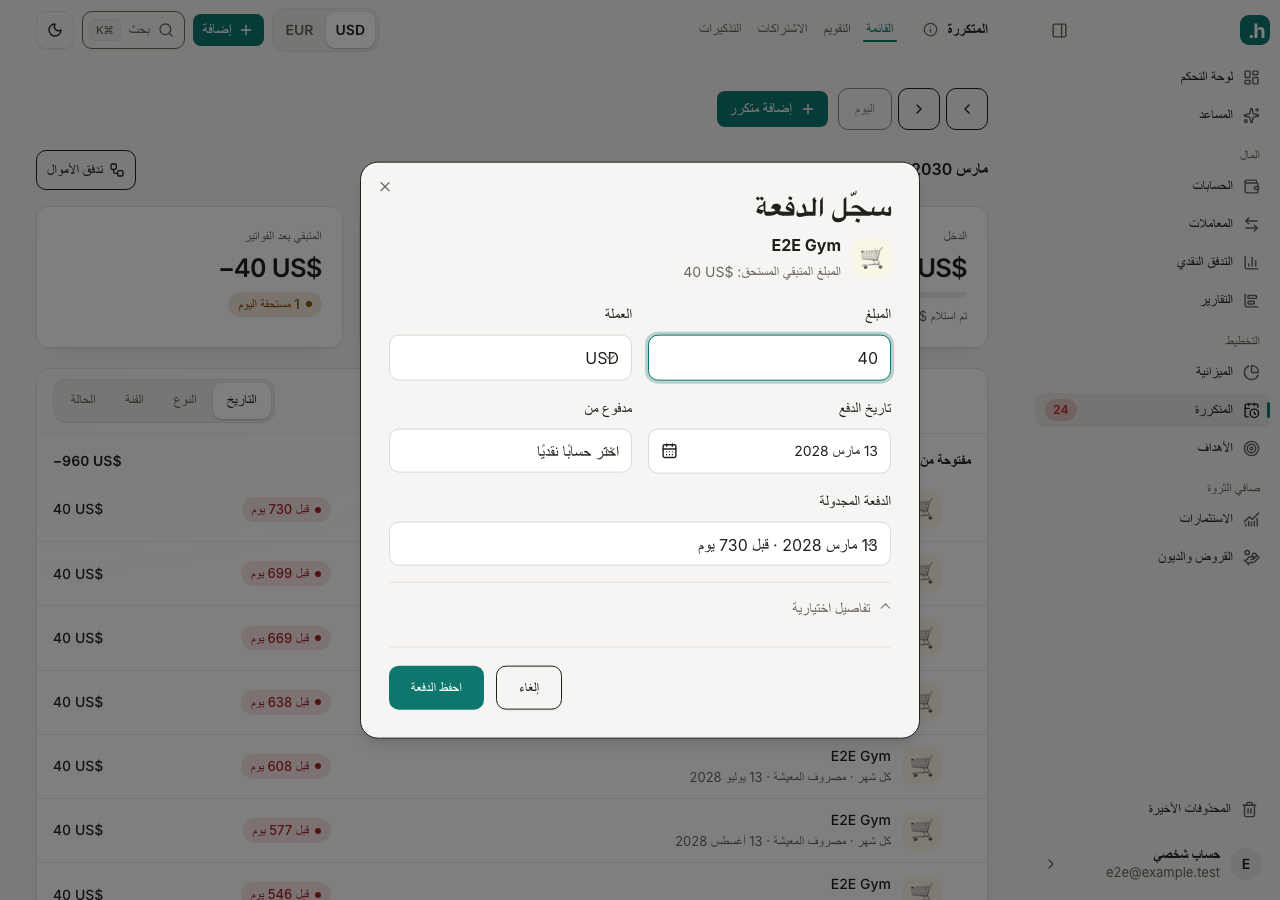 .h
المتكررة
القائمة
التقويم
الاشتراكات
التذكيرات
USD
EUR
إضافة
بحث
⌘K
لوحة التحكم
المساعد
المال
الحسابات
المعاملات
التدفق النقدي
التقارير
التخطيط
الميزانية
المتكررة
24
الأهداف
صافي الثروة
الاستثمارات
القروض والديون
المحذوفات الأخيرة
E
حساب شخصي
e2e@example.test
اليوم
إضافة متكرر
مارس 2030
تدفق الأموال
الدخل
US$
تم استلام $
المتبقي بعد الفواتير
−40 US$
1 مستحقة اليوم
التاريخ
النوع
الفئة
الحالة
مفتوحة من
−960 US$
قبل 730 يوم
40 US$
قبل 699 يوم
40 US$
قبل 669 يوم
40 US$
قبل 638 يوم
40 US$
E2E Gym
كل شهر · مصروف المعيشة · 13 يوليو 2028
قبل 608 يوم
40 US$
E2E Gym
كل شهر · مصروف المعيشة · 13 أغسطس 2028
قبل 577 يوم
40 US$
E2E Gym
قبل 546 يوم
40 US$
سجّل الدفعة
E2E Gym
المبلغ المتبقي المستحق: 40 US$
المبلغ
40
العملة
USD
تاريخ الدفع
13 مارس 2028
مدفوع من
اختر حسابًا نقديًا
الدفعة المجدولة
13 مارس 2028 · قبل 730 يوم
تفاصيل اختيارية
إلغاء
احفظ الدفعة